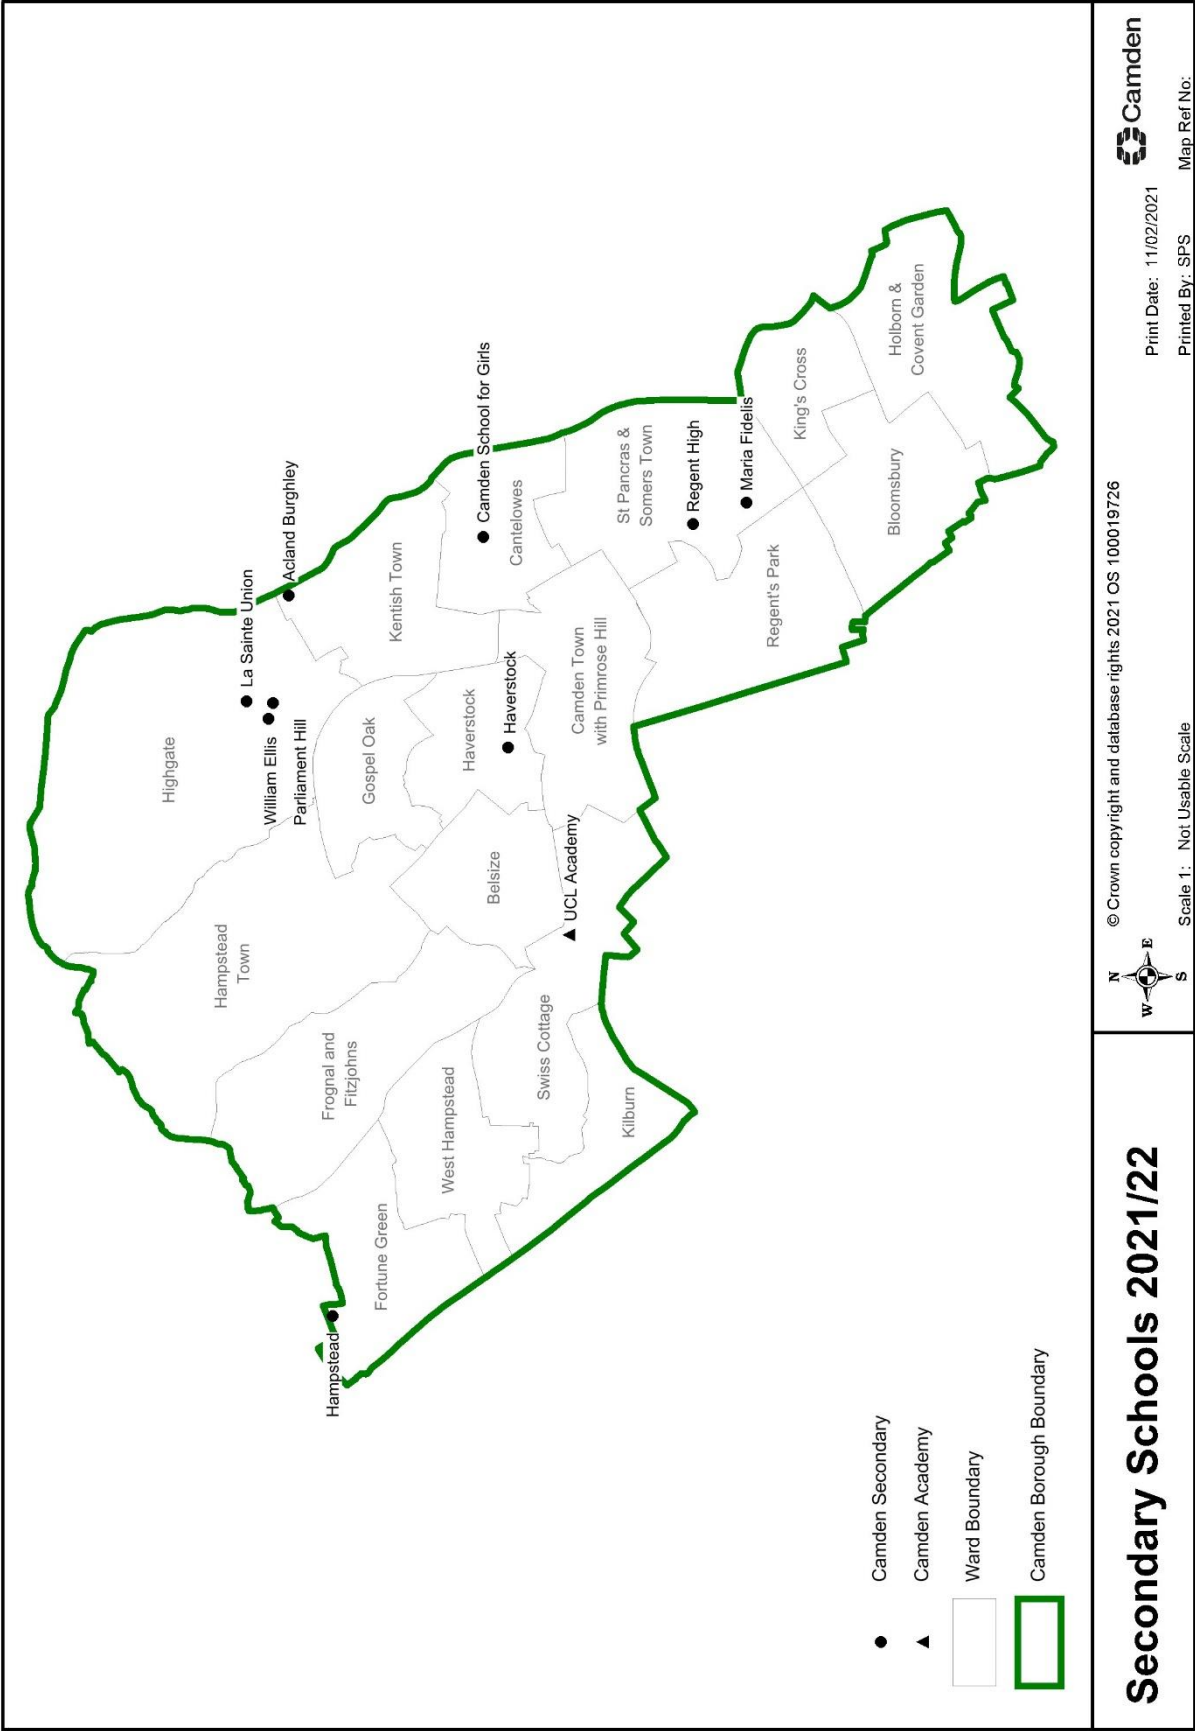 Highgate
La Sainte Union
William Ellis
Parliament Hill
Acland Burghley
Hampstead
Town
Frognal and
Fitzjohns
Gospel Oak
Kentish Town
Hampstead
Fortune Green
West Hampstead
Belsize
Haverstock
Haverstock
Camden School for Girls
Cantelowes
Swiss Cottage
UCL Academy
Camden Town
with Primrose Hill
St Pancras &
Somers Town
Kilburn
Regent High
Maria Fidelis
Regent's Park
King's Cross
Bloomsbury
Holborn &
Covent Garden
Camden Secondary
Camden Academy
Ward Boundary
Camden Borough Boundary
Secondary Schools 2021/22
N
W
E
S
© Crown copyright and database rights 2021 OS 100019726
Scale 1: Not Usable Scale
Print Date: 11/02/2021
Printed By: SPS
Map Ref No:
Camden